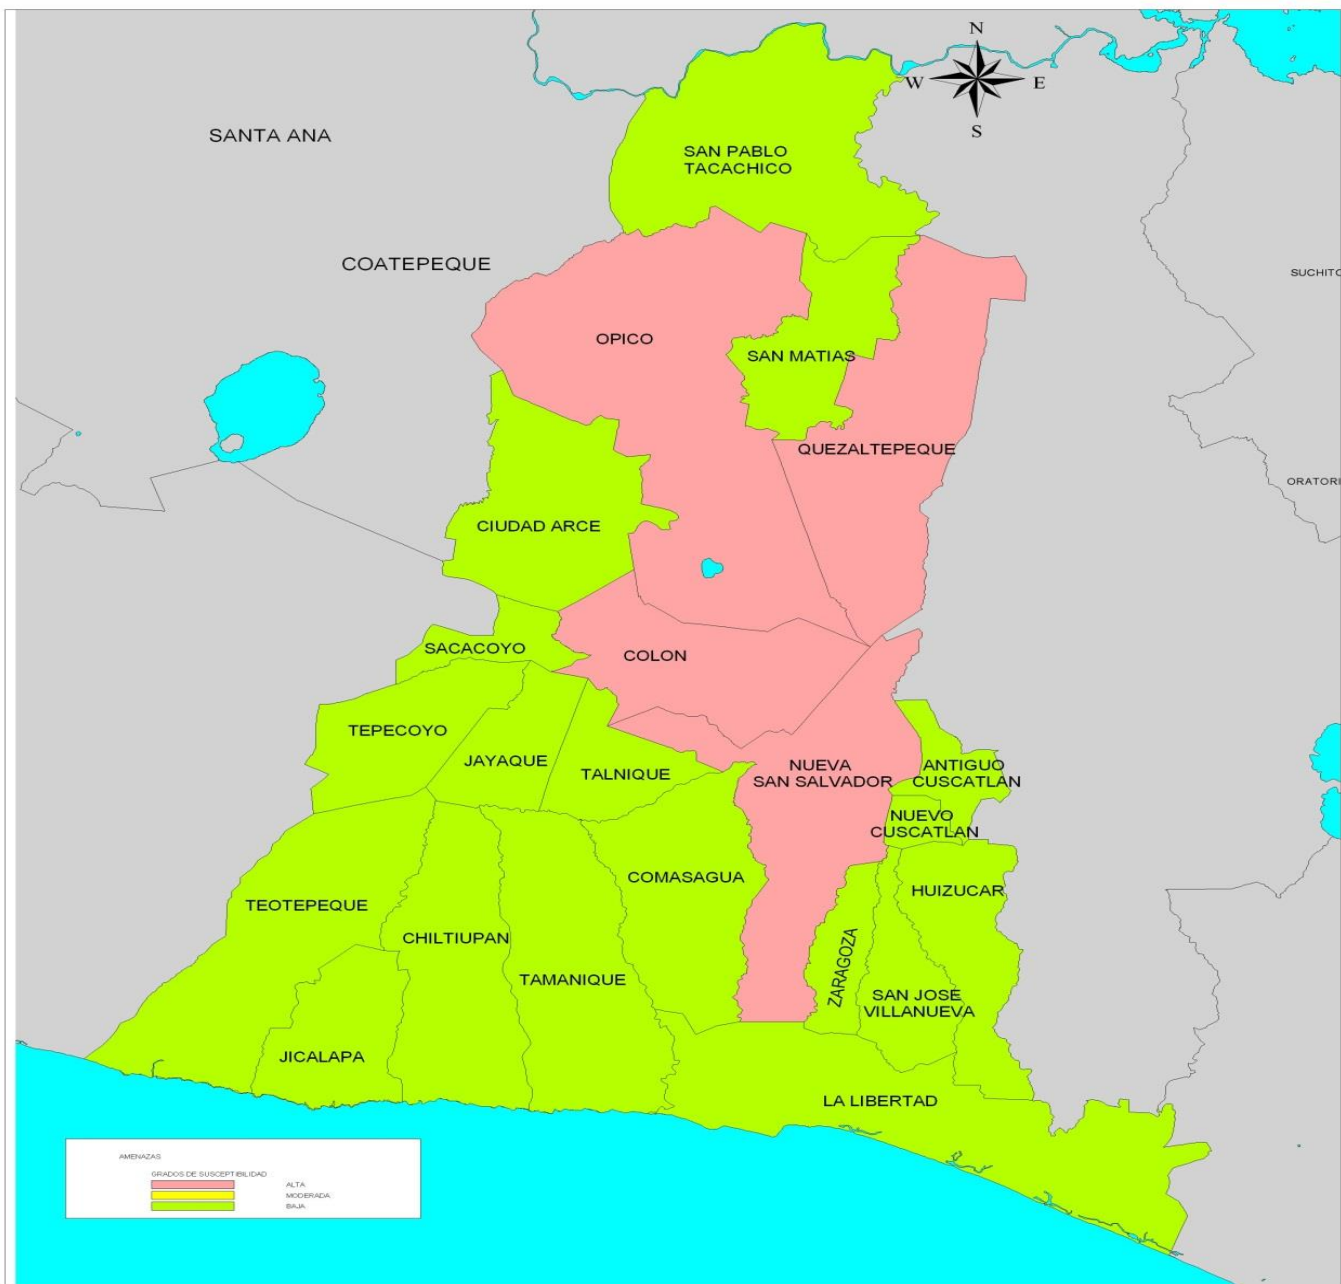 N
W
E
S
SANTA ANA
SAN PABLO
TACACHICO
COATEPEQUE
SUCHITO
OPICO
SAN MATIAS
QUEZALTEPEQUE
ORATORI
CIUDAD ARCE
SACACOYO
COLON
TEPECOYO
JAYAQUE
TALNIQUE
NUEVA
SAN SALVADOR
ANTIGUO
CUSCATLAN
NUEVO
CUSCATLAN
COMASAGUA
HUIZUCAR
TEOTEPEQUE
CHILTIUPAN
TAMANIQUE
ZARAGOZA
SAN JOSE
VILLANUEVA
JICALAPA
LA LIBERTAD
AMENAZAS
GRADOS DE SUSCEPTIBILIDAD
ALTA
MODERADA
BAJA